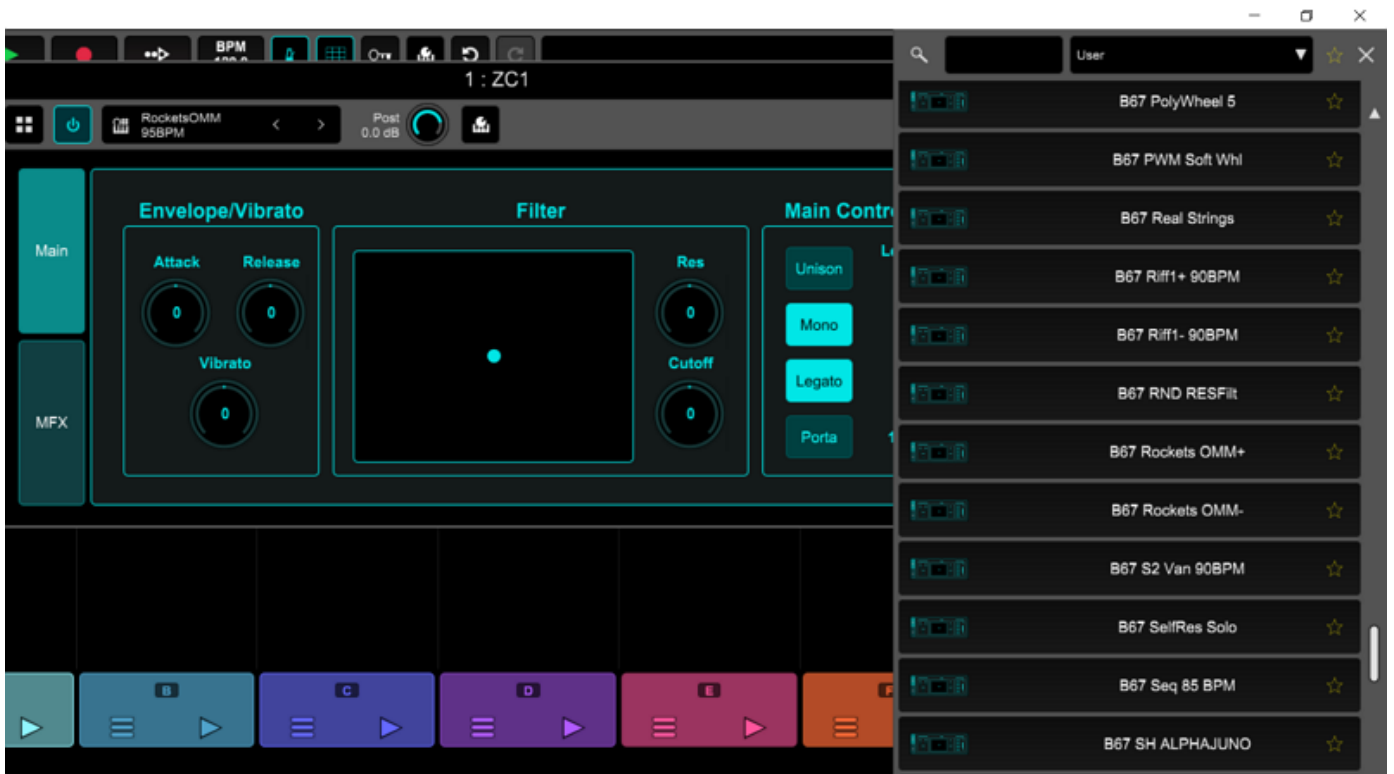 BPM
User
1 : ZC1
RocketsOMM
95BPM
Post
0.0 dB
Main
MFX
Envelope/Vibrato
Attack
Release
0
0
Vibrato
0
Filter
Res
0
Cutoff
0
Main Contr
Unison
Mono
Legato
Porta
B
C
D
E
B67 PolyWheel 5
B67 PWM Soft Whl
B67 Real Strings
B67 Riff1+ 90BPM
B67 Riff1- 90BPM
B67 RND RESFilt
B67 Rockets OMM+
B67 Rockets OMM-
B67 S2 Van 90BPM
B67 SelfRes Solo
B67 Seq 85 BPM
B67 SH ALPHAJUNO